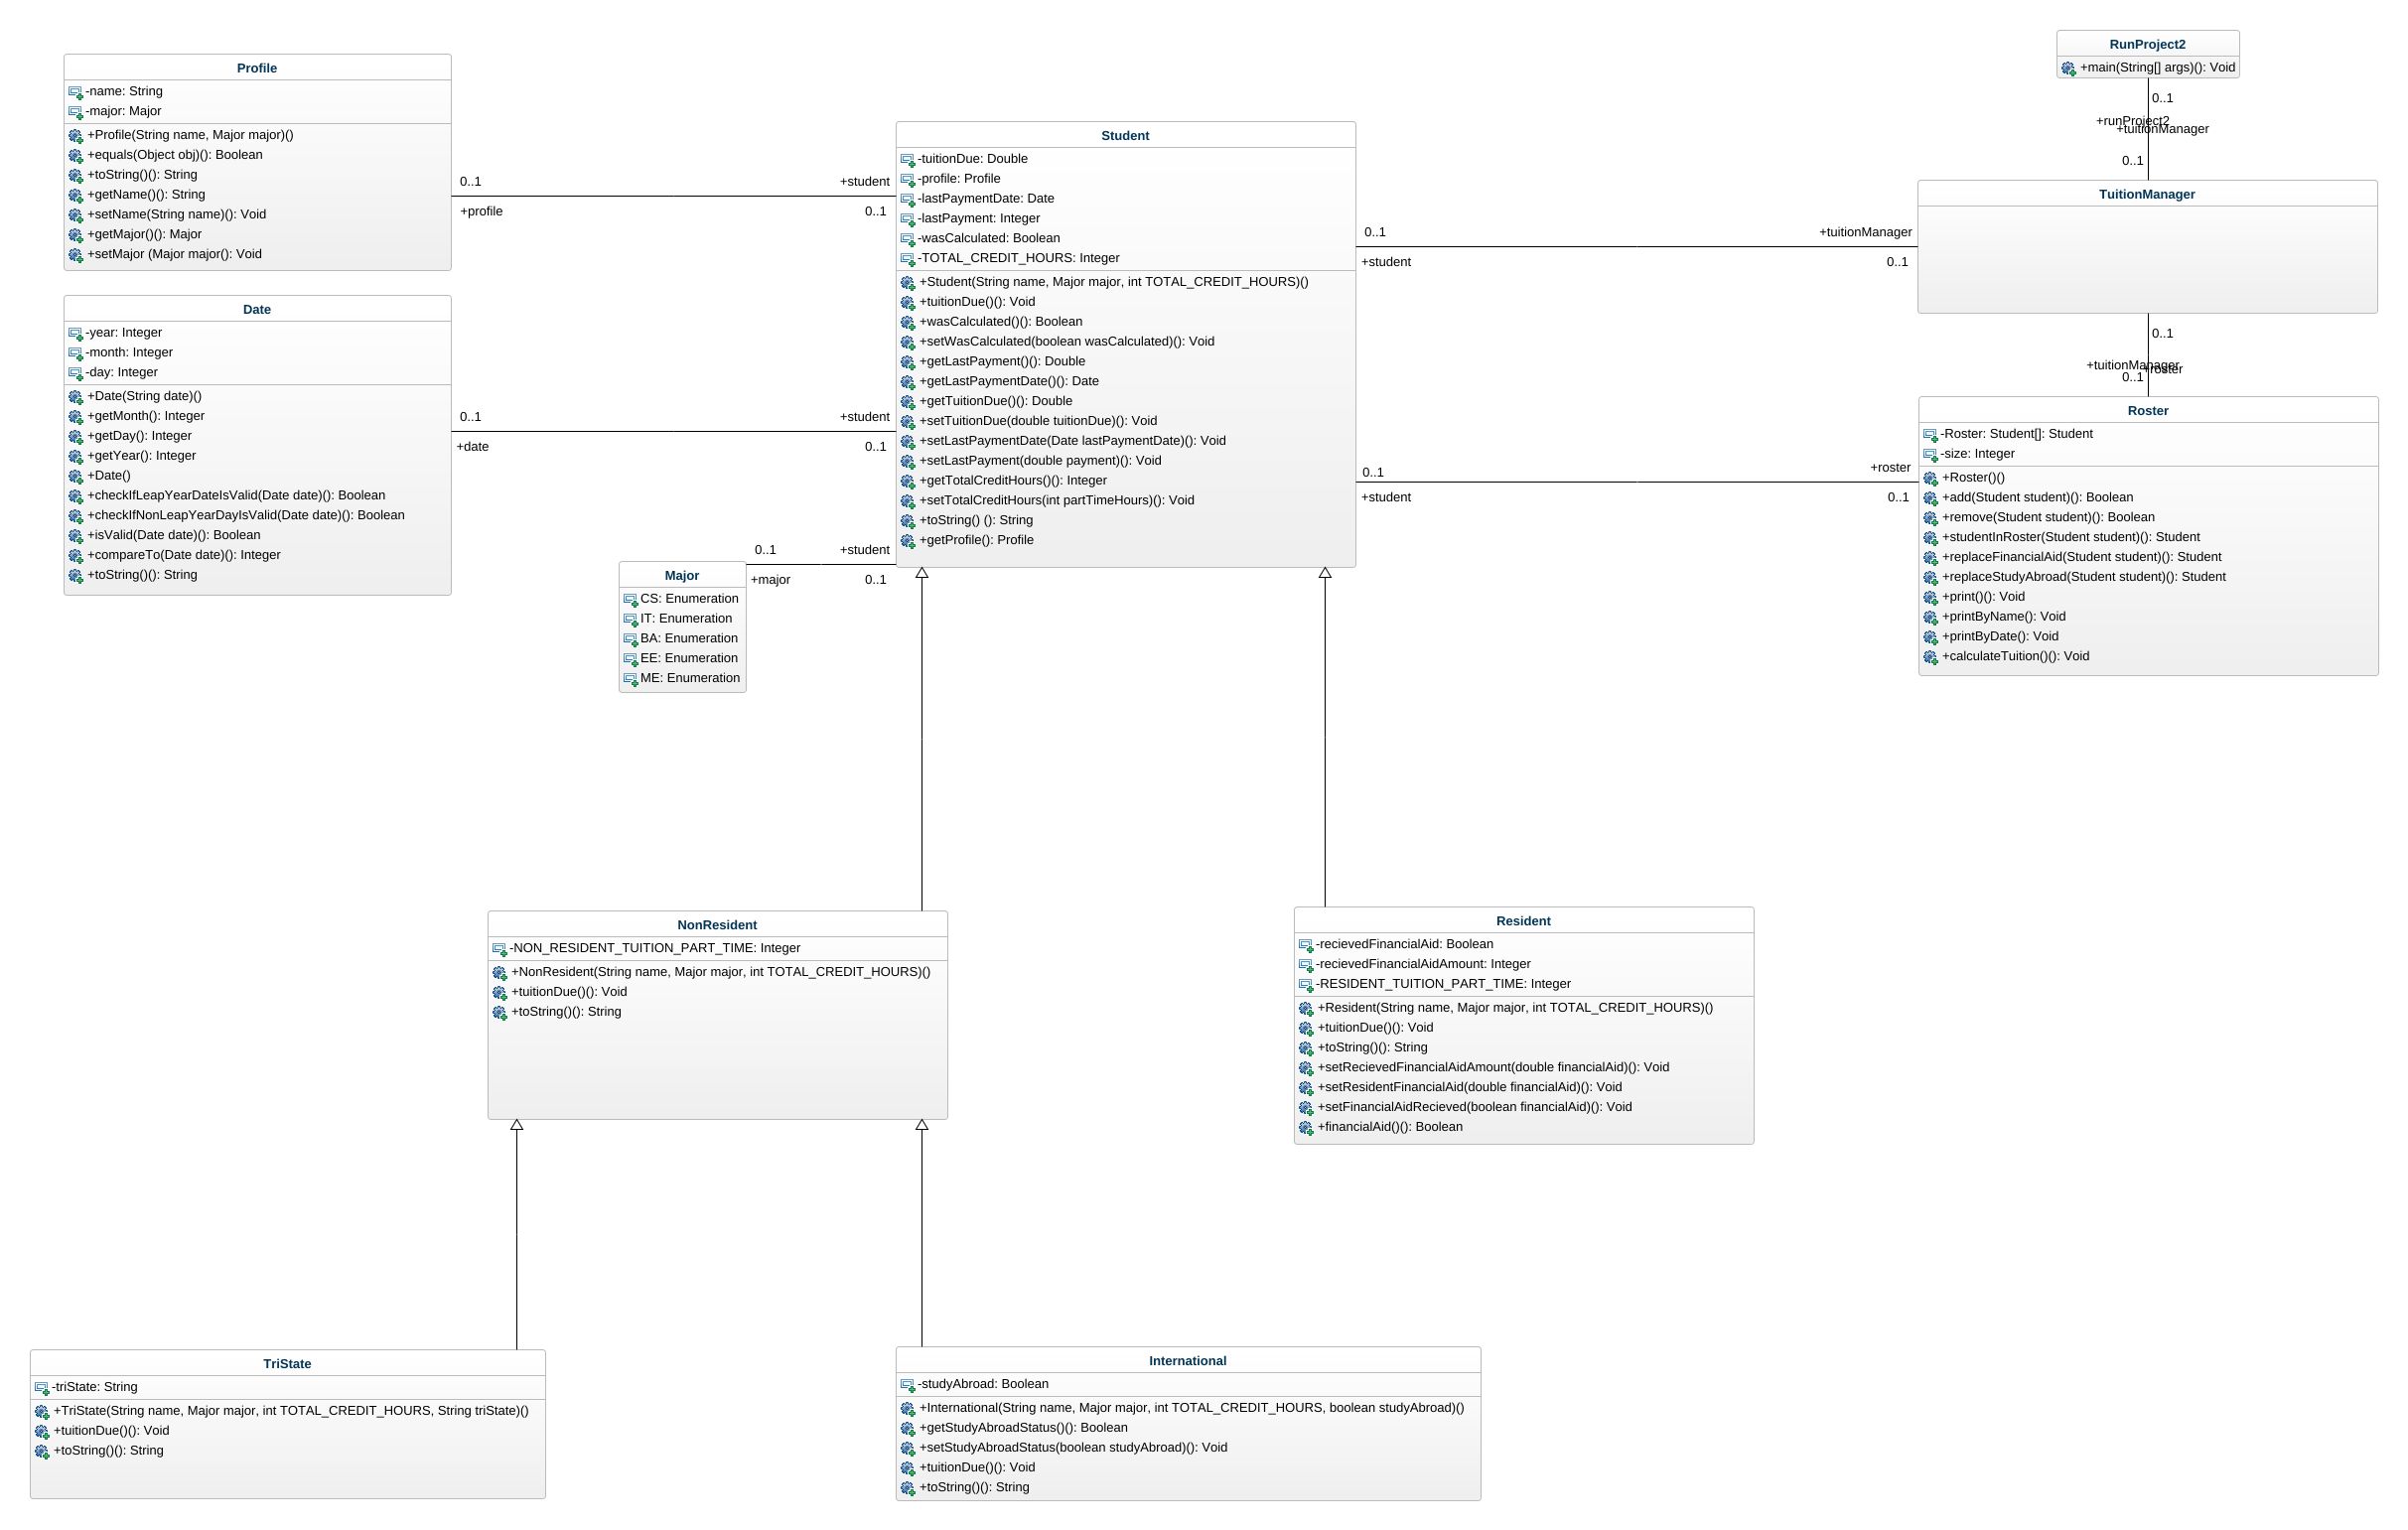 Profile
-name: String
-major: Major
+Profile(String name, Major major)()
+equals(Object obj)(): Boolean
+toString()(): String
+getName()(): String
+setName(String name)(): Void
+getMajor()(): Major
+setMajor (Major major(): Void
0..1
+profile
+student
0..1
Date
-year: Integer
-month: Integer
-day: Integer
+Date(String date)()
+getMonth(): Integer
+getDay(): Integer
+getYear(): Integer
+Date()
+checkIfLeapYearDateIsValid(Date date)(): Boolean
+checkIfNonLeapYearDayIsValid(Date date)(): Boolean
+isValid(Date date)(): Boolean
+compareTo(Date date)(): Integer
+toString()(): String
0..1
+date
+student
0..1
Major
CS: Enumeration
IT: Enumeration
BA: Enumeration
EE: Enumeration
ME: Enumeration
0..1
+major
+student
0..1
Student
-tuitionDue: Double
-profile: Profile
-lastPaymentDate: Date
-lastPayment: Integer
-wasCalculated: Boolean
-TOTAL_CREDIT_HOURS: Integer
+Student(String name, Major major, int TOTAL_CREDIT_HOURS)()
+tuitionDue()(): Void
+wasCalculated()(): Boolean
+setWasCalculated(boolean wasCalculated)(): Void
+getLastPayment()(): Double
+getLastPaymentDate()(): Date
+getTuitionDue()(): Double
+setTuitionDue(double tuitionDue)(): Void
+setLastPaymentDate(Date lastPaymentDate)(): Void
+setLastPayment(double payment)(): Void
+getTotalCreditHours()(): Integer
+setTotalCreditHours(int partTimeHours)(): Void
+toString() (): String
+getProfile(): Profile
0..1
+student
+tuitionManager
0..1
0..1
+student
+roster
0..1
RunProject2
+main(String[] args)(): Void
0..1
+runProject2
+tuitionManager
0..1
TuitionManager
0..1
+tuitionManager
+roster
0..1
Roster
-Roster: Student[]: Student
-size: Integer
+Roster()()
+add(Student student)(): Boolean
+remove(Student student)(): Boolean
+studentInRoster(Student student)(): Student
+replaceFinancialAid(Student student)(): Student
+replaceStudyAbroad(Student student)(): Student
+print()(): Void
+printByName(): Void
+printByDate(): Void
+calculateTuition()(): Void
NonResident
-NON_RESIDENT_TUITION_PART_TIME: Integer
+NonResident(String name, Major major, int TOTAL_CREDIT_HOURS)()
+tuitionDue()(): Void
+toString()(): String
Resident
-recievedFinancialAid: Boolean
-recievedFinancialAidAmount: Integer
-RESIDENT_TUITION_PART_TIME: Integer
+Resident(String name, Major major, int TOTAL_CREDIT_HOURS)()
+tuitionDue()(): Void
+toString()(): String
+setRecievedFinancialAidAmount(double financialAid)(): Void
+setResidentFinancialAid(double financialAid)(): Void
+setFinancialAidRecieved(boolean financialAid)(): Void
+financialAid()(): Boolean
TriState
-triState: String
+TriState(String name, Major major, int TOTAL_CREDIT_HOURS, String triState)()
+tuitionDue()(): Void
+toString()(): String
International
-studyAbroad: Boolean
+International(String name, Major major, int TOTAL_CREDIT_HOURS, boolean studyAbroad)()
+getStudyAbroadStatus()(): Boolean
+setStudyAbroadStatus(boolean studyAbroad)(): Void
+tuitionDue()(): Void
+toString()(): String